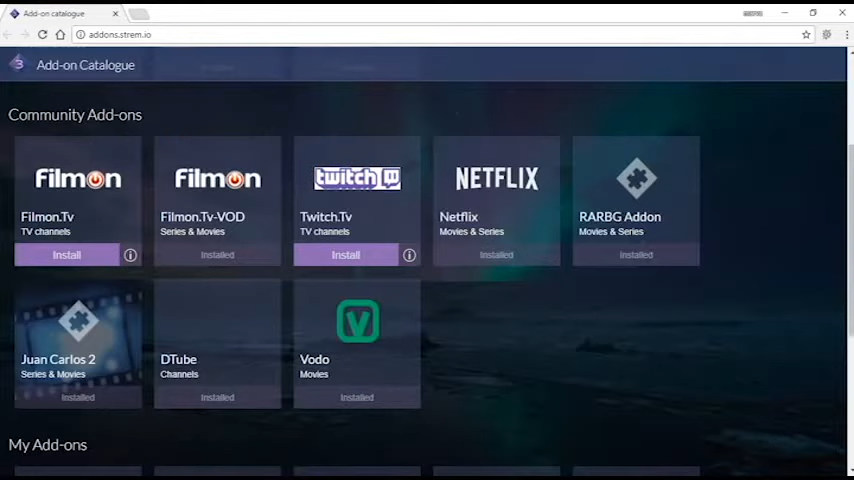 Add-on catalogue
addons.strem.io
Add-on Catalogue
Community Add-ons
Filmon
Filmon
twitch
NETFLIX
Filmon.Tv
Filmon.Tv-VOD
Twitch.Tv
Netflix
RARBG Addon
TV channels
Series & Movies
TV channels
Movies & Series
Movies & Series
Install
Installed
Install
Installed
Installed
V
Juan Carlos 2
DTube
Vodo
Series & Movies
Channels
Movies
Installed
Installed
Installed
My Add-ons